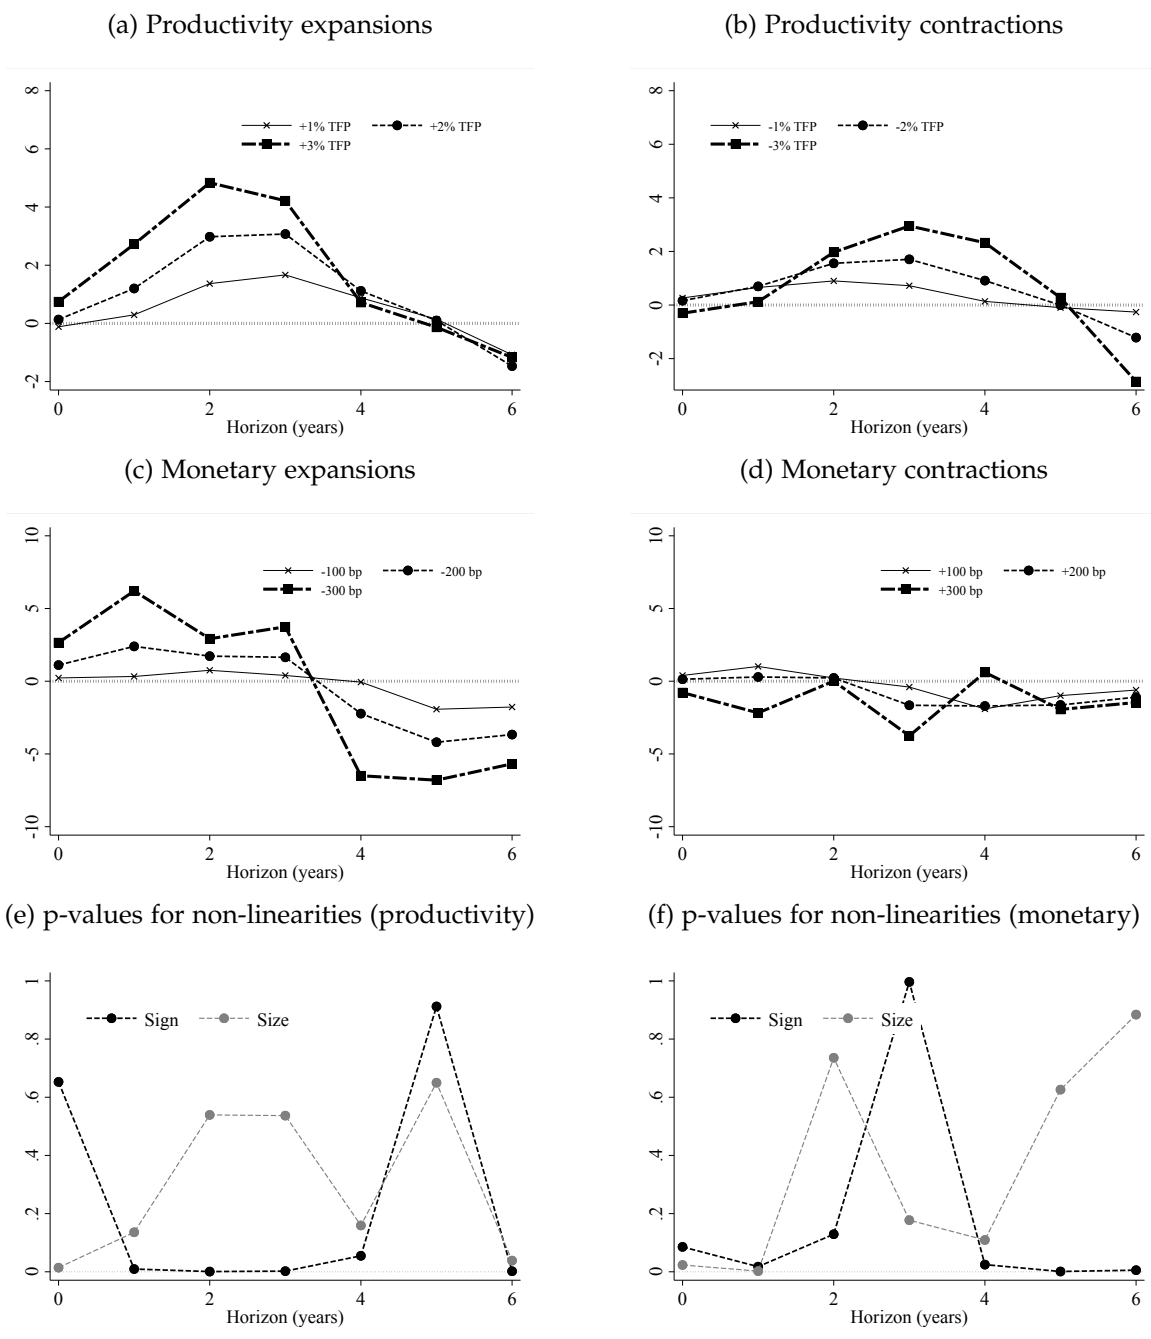 (a) Productivity expansions
(b) Productivity contractions
8
6
4
2
0
-2
+1% TFP
+2% TFP
+3% TFP
0 2 4 6
Horizon (years)
8
6
4
2
0
-2
-1% TFP
-2% TFP
-3% TFP
0 2 4 6
Horizon (years)
(c) Monetary expansions
(d) Monetary contractions
10
5
0
-5
-10
-100 bp
-200 bp
-300 bp
0 2 4 6
Horizon (years)
10
5
0
-5
-10
+100 bp
+200 bp
+300 bp
0 2 4 6
Horizon (years)
(e) p-values for non-linearities (productivity)
(f) p-values for non-linearities (monetary)
1
.8
.6
.4
.2
0
Sign
Size
0 2 4 6
Horizon (years)
1
.8
.6
.4
.2
0
Sign
Size
0 2 4 6
Horizon (years)